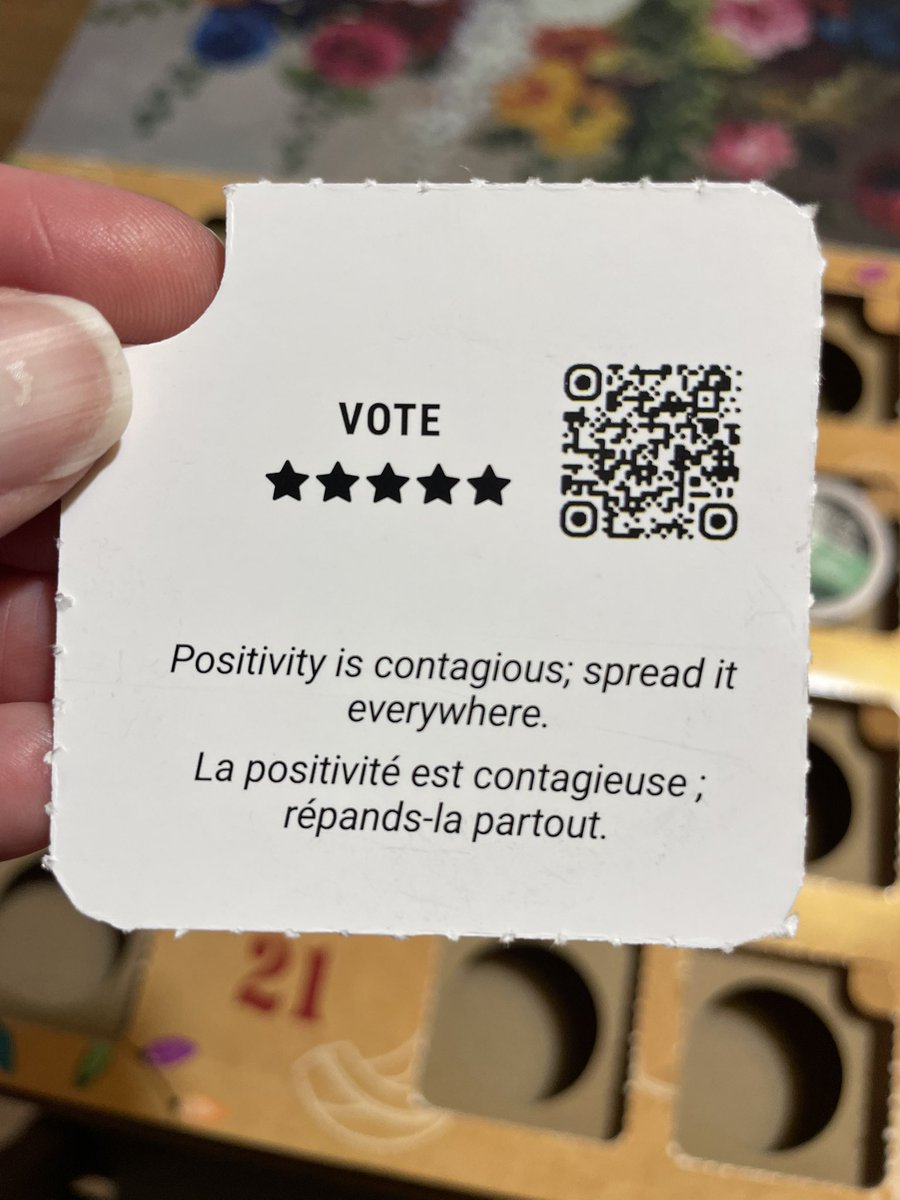 VOTE
★★★★★
Positivity is contagious; spread it
everywhere.
La positivité est contagieuse ;
répands-la partout.
21